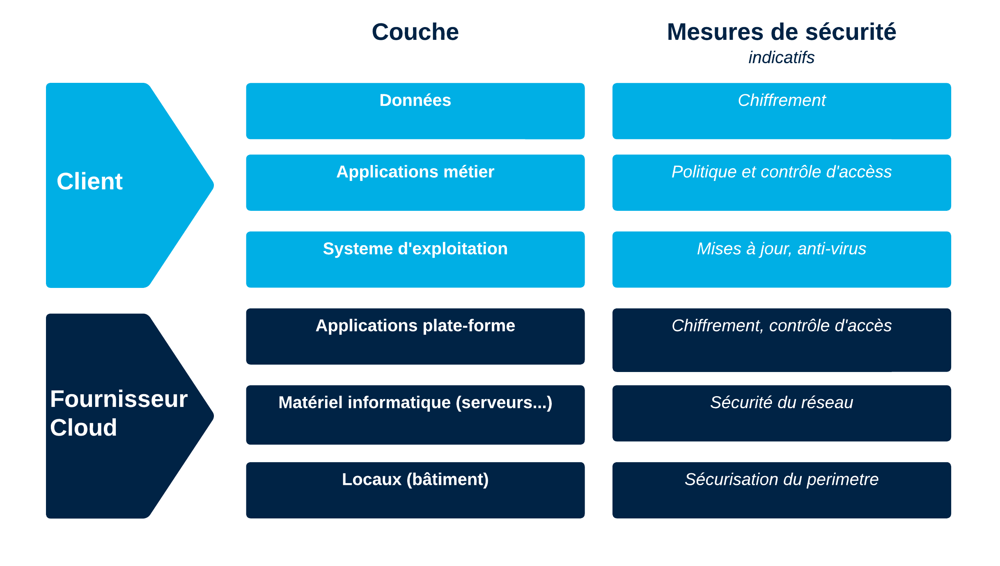 Couche
Mesures de sécurité
indicatifs
Client
Données
Chiffrement
Applications métier
Politique et contrôle d'accèss
Systeme d'exploitation
Mises à jour, anti-virus
Fournisseur
Cloud
Applications plate-forme
Chiffrement, contrôle d'accès
Matériel informatique (serveurs...)
Sécurité du réseau
Locaux (bâtiment)
Sécurisation du perimetre